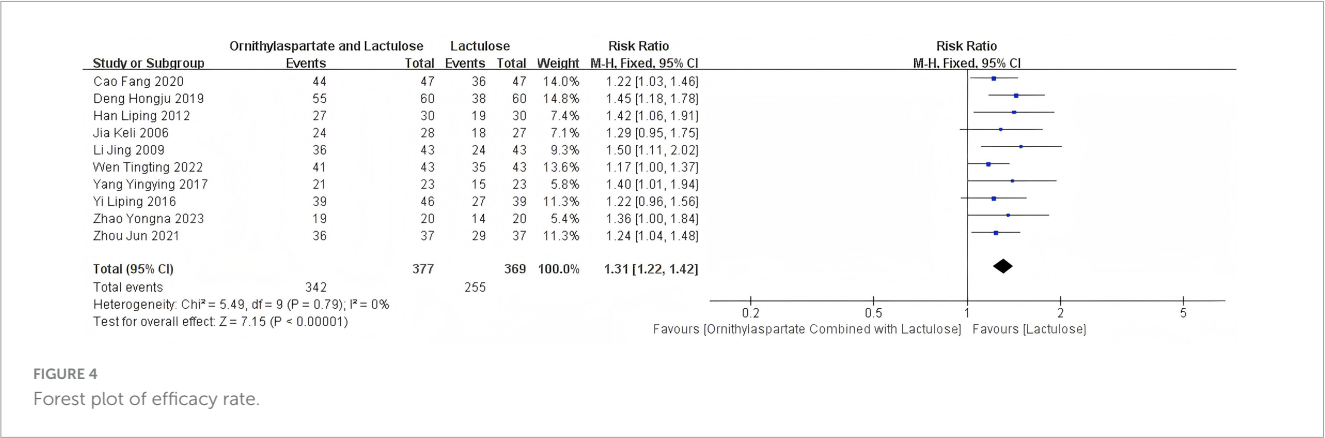 Ornithylaspartate and Lactulose Lactulose Risk Ratio Risk Ratio
Study or Subgroup Events Total Events Total Weight M-H, Fixed, 95% CI M-H, Fixed, 95% CI
Cao Fang 2020 44 47 36 47 14.0% 1.22 [1.03, 1.46]
Deng Hongju 2019 55 60 38 60 14.8% 1.45 [1.18, 1.78]
Han Liping 2012 27 30 19 30 7.4% 1.42 [1.06, 1.91]
Jia Keli 2006 24 28 18 27 7.1% 1.29 [0.95, 1.75]
Li Jing 2009 36 43 24 43 9.3% 1.50 [1.11, 2.02]
Wen Tingting 2022 41 43 35 43 13.6% 1.17 [1.00, 1.37]
Yang Yingying 2017 21 23 15 23 5.8% 1.40 [1.01, 1.94]
Yi Liping 2016 39 46 27 39 11.3% 1.22 [0.96, 1.56]
Zhao Yongna 2023 19 20 14 20 5.4% 1.36 [1.00, 1.84]
Zhou Jun 2021 36 37 29 37 11.3% 1.24 [1.04, 1.48]
Total (95% CI) 377 369 100.0% 1.31 [1.22, 1.42]
Total events 342 255
Heterogeneity: Chi² = 5.49, df = 9 (P = 0.79); I² = 0%
Test for overall effect: Z = 7.15 (P < 0.00001)
0.2 0.5 1 2 5
Favours [Ornithylaspartate Combined with Lactulose] Favours [Lactulose]
FIGURE 4
Forest plot of efficacy rate.